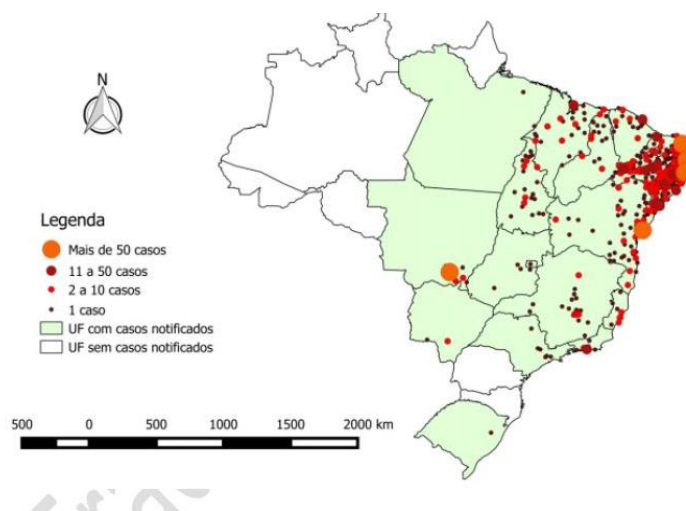 N
Legenda
Mais de 50 casos
11 a 50 casos
2 a 10 casos
1 caso
UF com casos notificados
UF sem casos notificados
500 0 500 1000 1500 2000 km